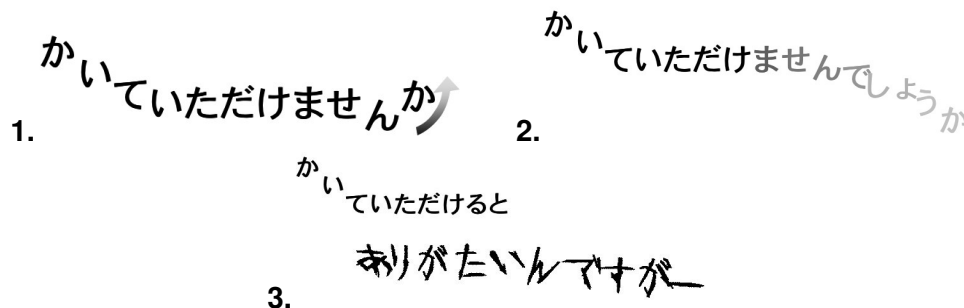 1. かいていただけませんか
2. かいていただけませんでしょうか
3. かいていただけると
ありがたいんですがー